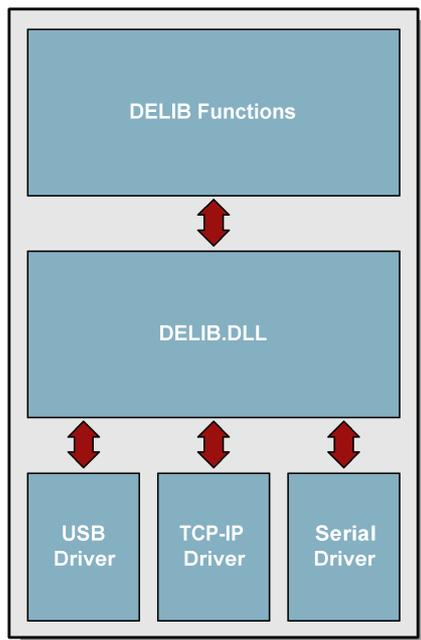 DELIB Functions
DELIB.DLL
USB
Driver
TCP-IP
Driver
Serial
Driver